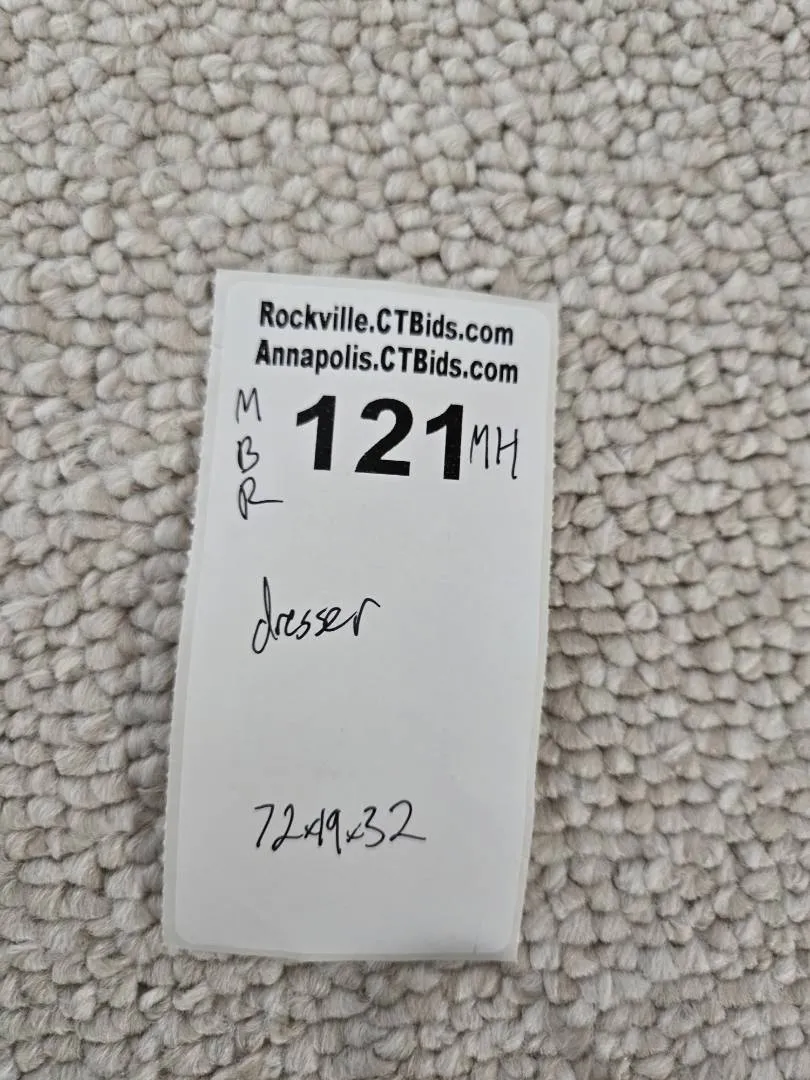 Rockville.CTBids.com
Annapolis.CTBids.com
M
B
R
121 MH
dresser
72x19x32